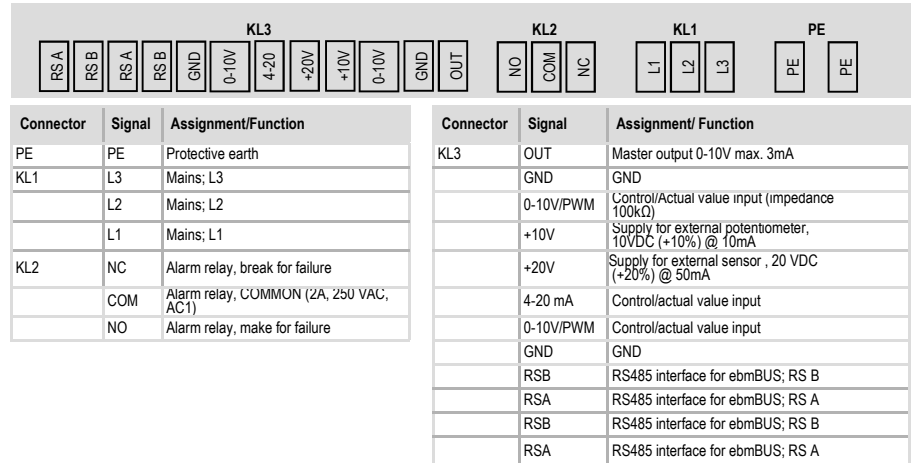 KL3 KL2 KL1 PE
RS A RS B RS A RS B GND 0-10V 4-20 +20V +10V 0-10V GND OUT NO COM NC L1 L2 L3 PE PE
Connector Signal Assignment/Function
PE PE Protective earth
KL1 L3 Mains; L3
L2 Mains; L2
L1 Mains; L1
KL2 NC Alarm relay, break for failure
COM Alarm relay, COMMON (2A, 250 VAC,
AC1)
NO Alarm relay, make for failure
Connector Signal Assignment/ Function
KL3 OUT Master output 0-10V max. 3mA
GND GND
0-10V/PWM Control/Actual value input (impedance
100kΩ)
+10V Supply for external potentiometer,
10VDC (+10%) @ 10mA
+20V Supply for external sensor , 20 VDC
(+20%) @ 50mA
4-20 mA Control/actual value input
0-10V/PWM Control/actual value input
GND GND
RSB RS485 interface for ebmBUS; RS B
RSA RS485 interface for ebmBUS; RS A
RSB RS485 interface for ebmBUS; RS B
RSA RS485 interface for ebmBUS; RS A